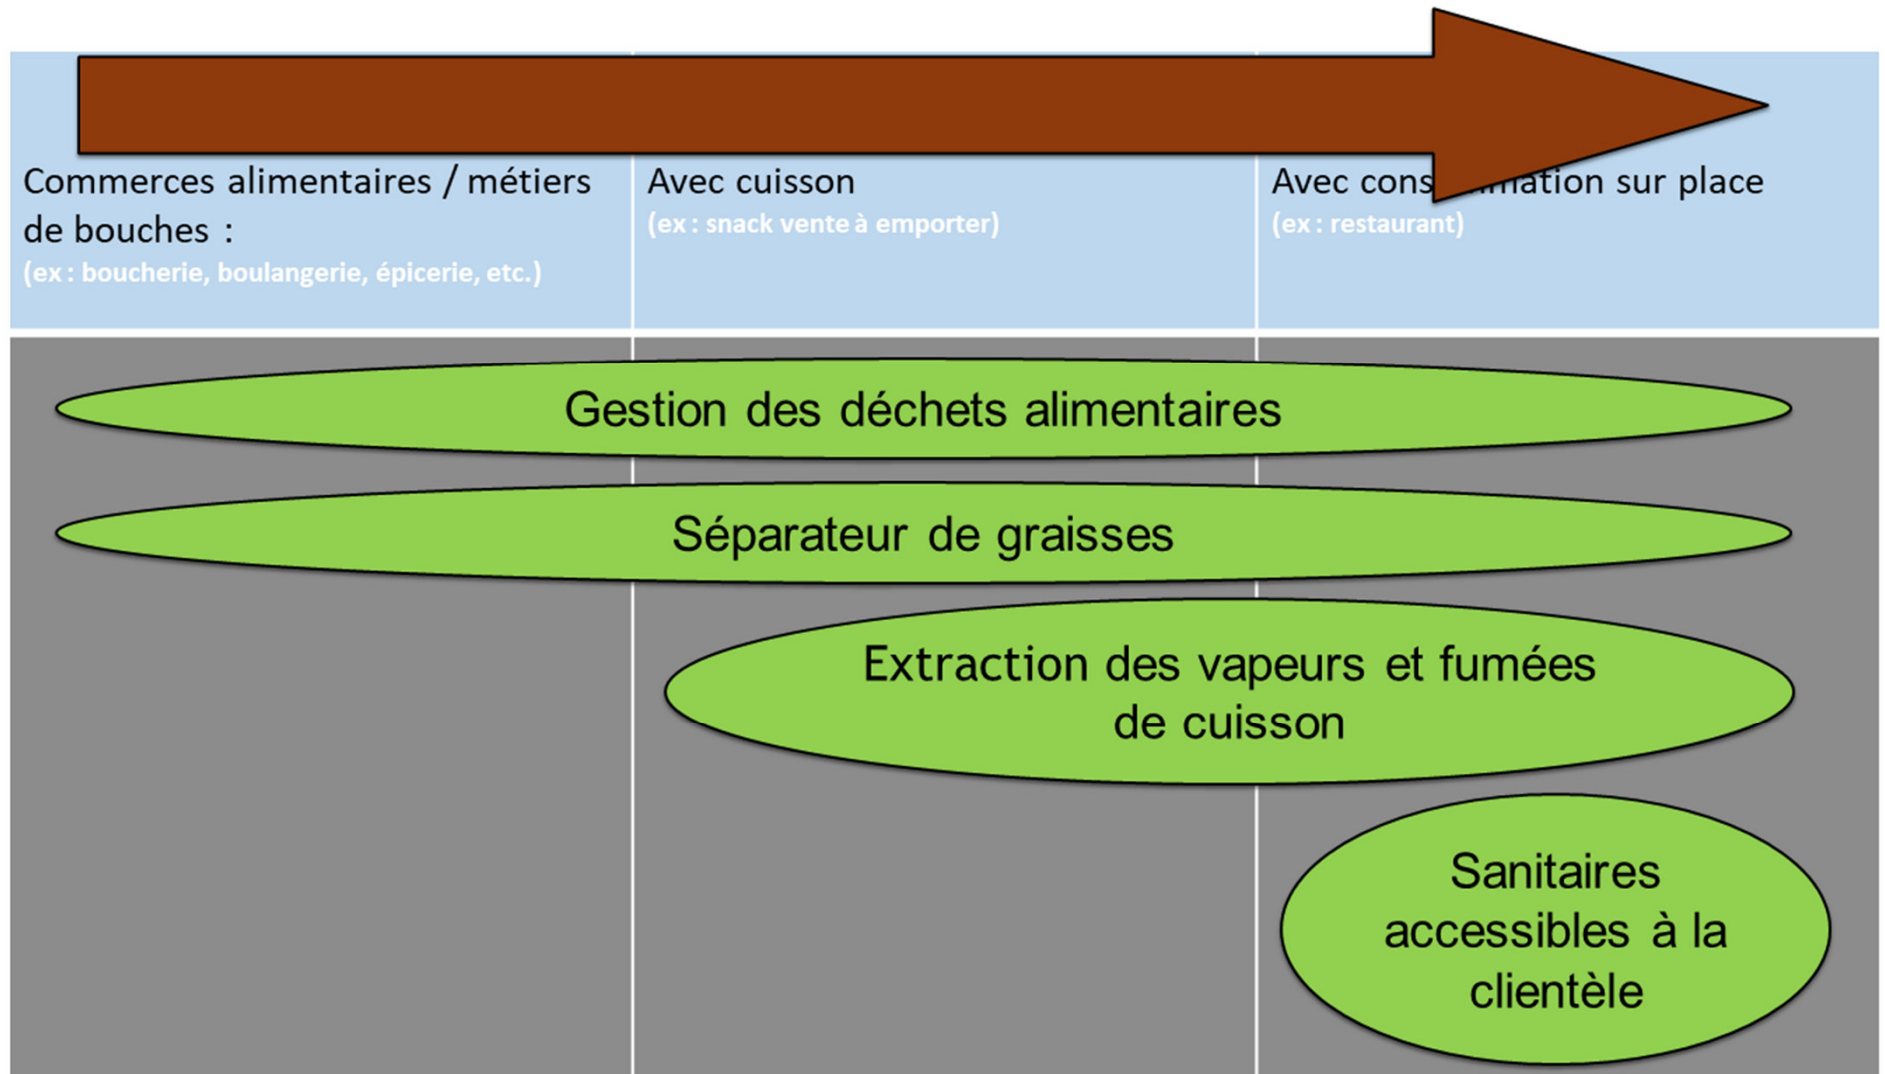 Commerces alimentaires / métiers
de bouches :
(ex : boucherie, boulangerie, épicerie, etc.)
Avec cuisson
(ex : snack vente à emporter)
Avec consommation sur place
(ex : restaurant)
Gestion des déchets alimentaires
Séparateur de graisses
Extraction des vapeurs et fumées
de cuisson
Sanitaires
accessibles à la
clientèle